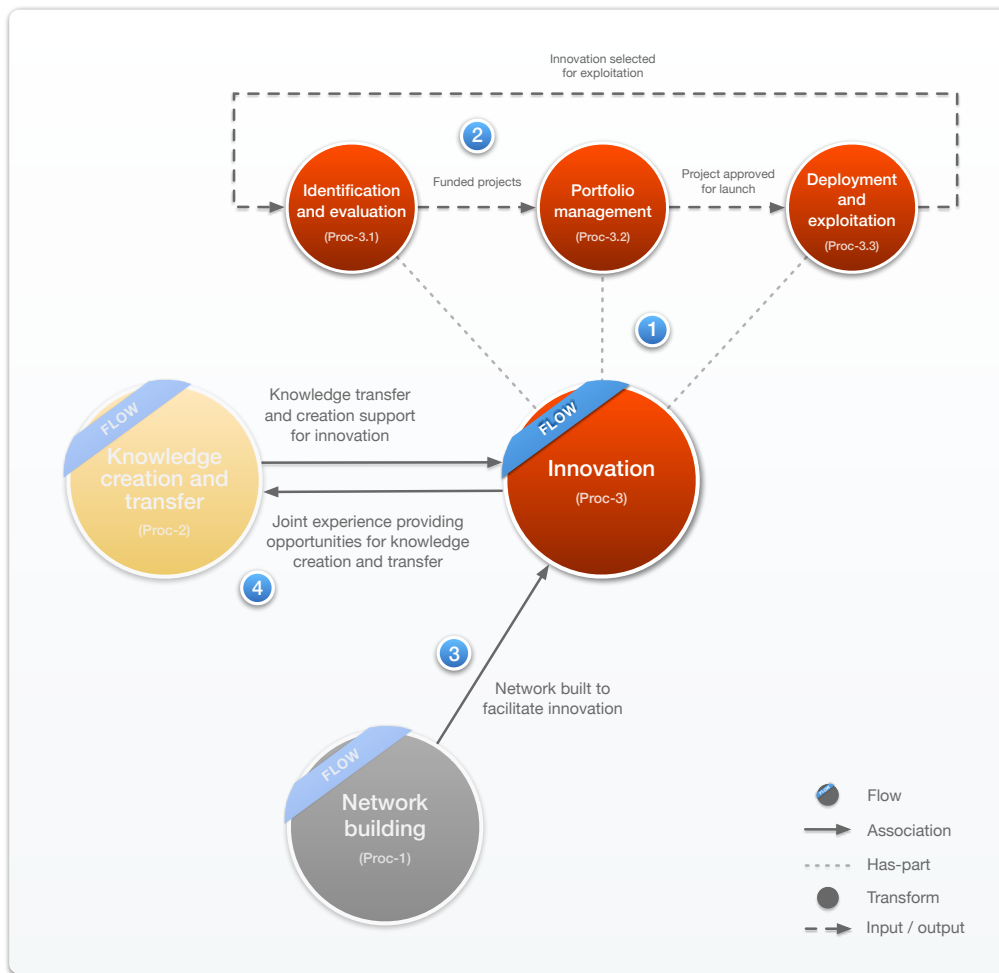 Innovation selected
for exploitation
2
Identification
and evaluation
(Proc-3.1)
Funded projects
Portfolio
management
(Proc-3.2)
Project approved
for launch
Deployment
and
exploitation
(Proc-3.3)
1
FLOW
Knowledge
creation and
transfer
(Proc-2)
Knowledge transfer
and creation support
for innovation
FLOW
Innovation
(Proc-3)
Joint experience providing
opportunities for knowledge
creation and transfer
4
3
Network built to
facilitate innovation
FLOW
Network
building
(Proc-1)
FLOW
Flow
Association
Has-part
Transform
Input / output